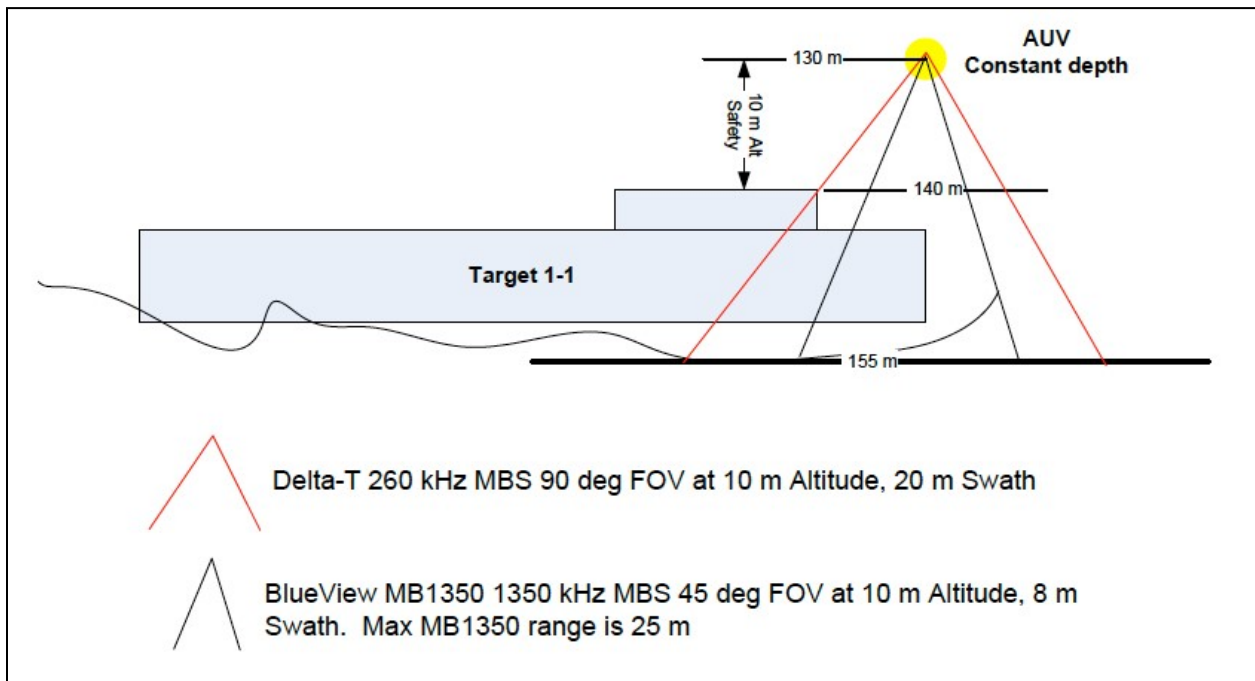 AUV
Constant depth
130 m
10 m Alt
Safety
140 m
Target 1-1
155 m
Delta-T 260 kHz MBS 90 deg FOV at 10 m Altitude, 20 m Swath
BlueView MB1350 1350 kHz MBS 45 deg FOV at 10 m Altitude, 8 m
Swath.  Max MB1350 range is 25 m